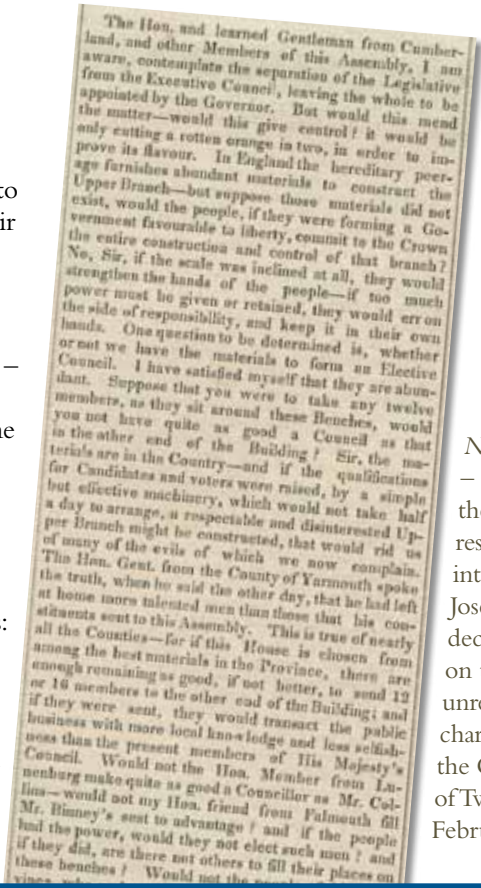 The Hon. and learned Gentleman from Cumber-
land, and other Members of this Assembly, I am
aware, contemplate the separation of the Legislative
from the Executive Council, leaving the whole to be
appointed by the Governor. But would this mend
the matter—would this give control? it would be
only cutting a rotten orange in two, in order to im-
prove its flavour. In England the hereditary peer-
age furnishes abundant materials to construct the
Upper Branch—but suppose those materials did not
exist, would the people, if they were forming a Go-
vernment favourable to liberty, commit to the Crown
the entire construction and control of that branch?
No, Sir, if the scale was inclined at all, they would
strengthen the hands of the people—if too much
power must be given or retained, they would err on
the side of responsibility, and keep it in their own
hands. One question to be determined is, whether
or not we have the materials to form an Elective
Council. I have satisfied myself that they are abun-
dant. Suppose that you were to take any twelve
members, as they sit around these Benches, would
you not have quite as good a Council as that
in the other end of the Building? Sir, the ma-
terials are in the Country—and if the qualifications
for Candidates and voters were raised, by a simple
but effective machinery, which would not take half
a day to arrange, a respectable and disinterested Up-
per Branch might be constructed, that would rid us
of many of the evils of which we now complain.
The Hon. Gent. from the County of Yarmouth spoke
the truth, when he said the other day, that he had left
at home more talented men than those that his con-
stituents sent to this Assembly. This is true of nearly
all the Counties—for if this House is chosen from
among the best materials in the Province, there are
enough remaining as good, if not better, to send 12
or 16 members to the other end of the Building; and
if they were sent, they would transact the public
business with more local knowledge and less selfish-
ness than the present members of His Majesty's
Council. Would not the Hon. Member from Lu-
nenburg make quite as good a Councillor as Mr. Col-
lins—would not my Hon. friend from Falmouth fill
Mr. Binney's seat to advantage? and if the people
had the power, would they not elect such men? and
if they did, are there not others to fill their places on
these benches? Would not the
to
ir
–
ne
:
N
–
the
res
int
Jos
dec
on
unre
char
the
of Tw
Febru